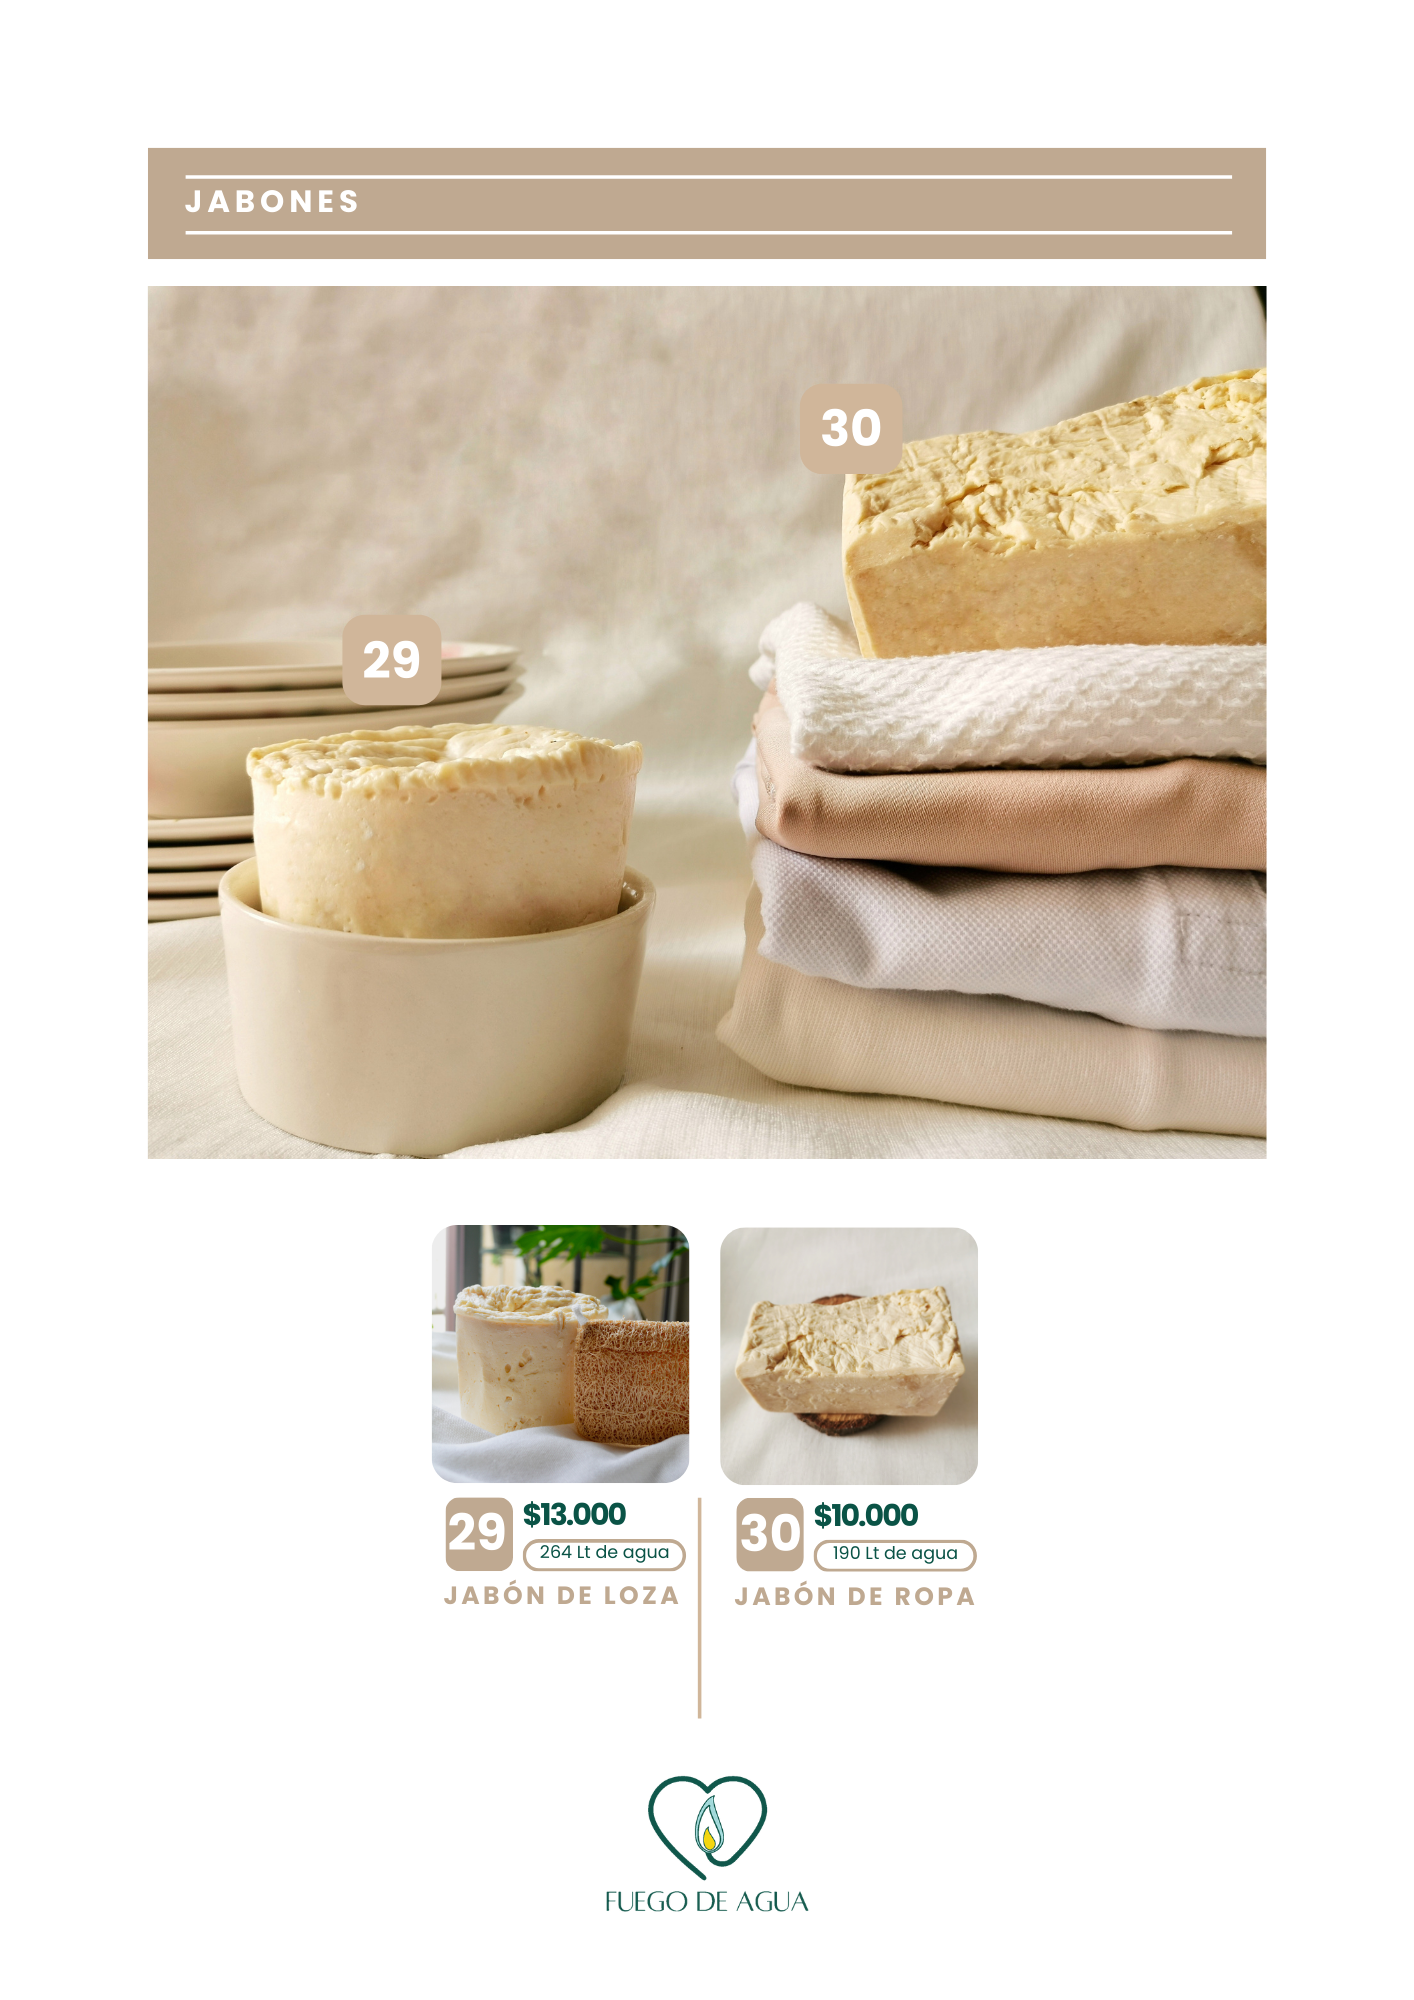 JABONES
30
29
29
$13.000
264 Lt de agua
JABÓN DE LOZA
30
$10.000
190 Lt de agua
JABÓN DE ROPA
FUEGO DE AGUA